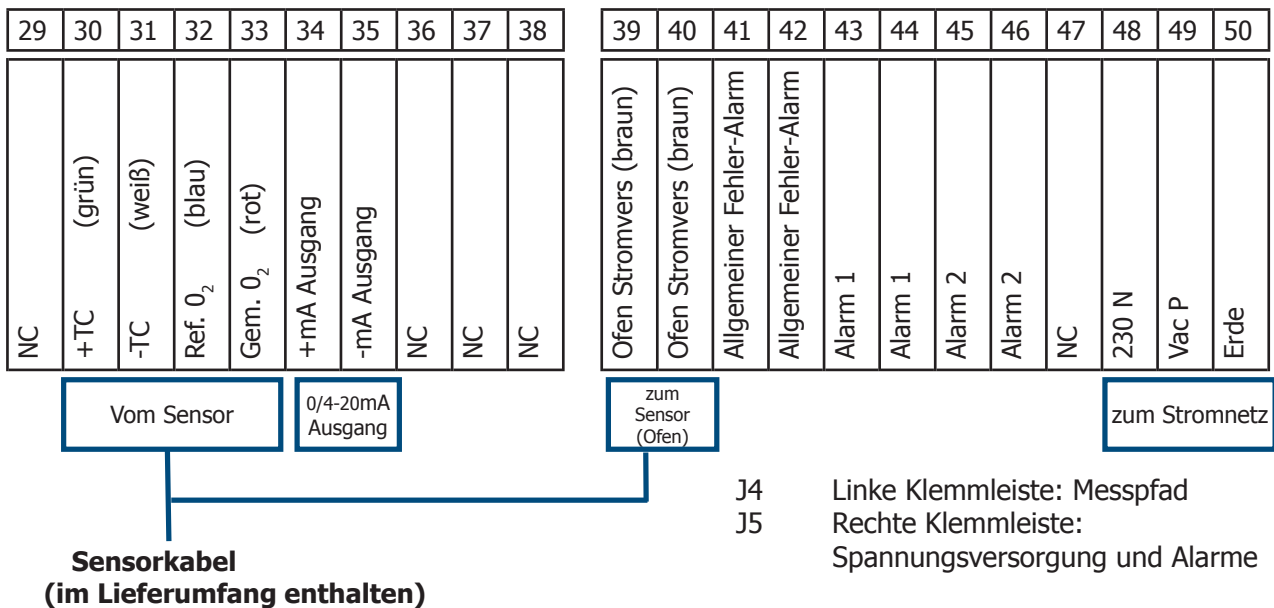 29 30 31 32 33 34 35 36 37 38
39 40 41 42 43 44 45 46 47 48 49 50
NC
+TC (grün)
-TC (weiß)
Ref. 0₂ (blau)
Gem. 0₂ (rot)
+mA Ausgang
-mA Ausgang
NC
NC
NC
Ofen Stromvers (braun)
Ofen Stromvers (braun)
Allgemeiner Fehler-Alarm
Allgemeiner Fehler-Alarm
Alarm 1
Alarm 1
Alarm 2
Alarm 2
NC
230 N
Vac P
Erde
Vom Sensor
0/4-20mA
Ausgang
zum
Sensor
(Ofen)
zum Stromnetz
J4 Linke Klemmleiste: Messpfad
J5 Rechte Klemmleiste:
Spannungsversorgung und Alarme
Sensorkabel
(im Lieferumfang enthalten)